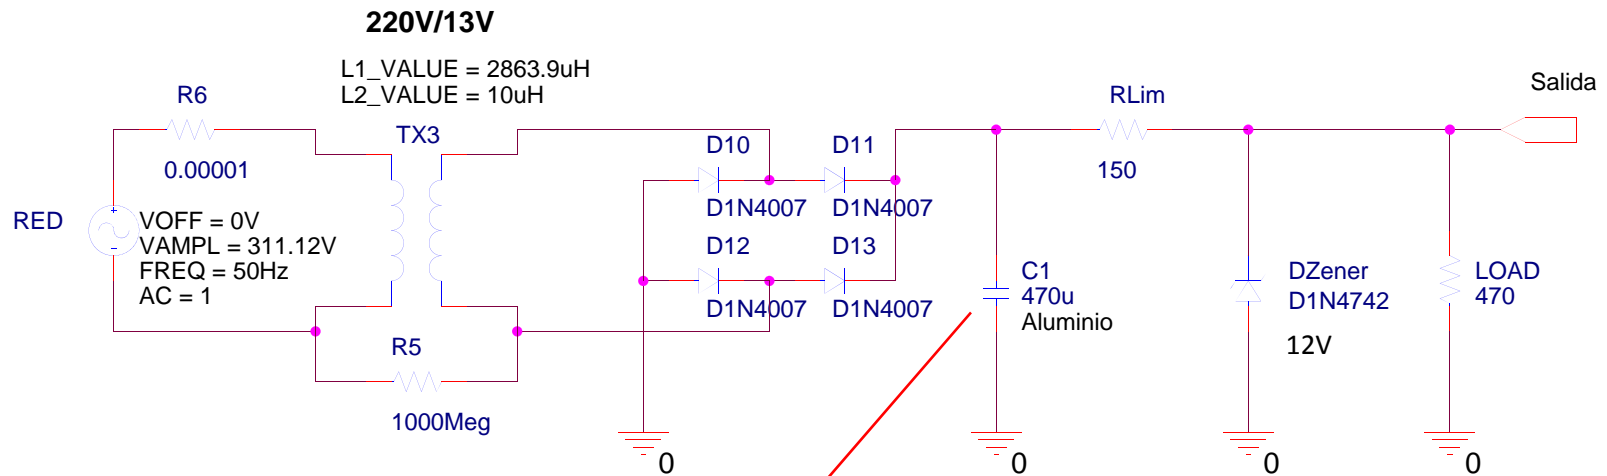 220V/13V
L1_VALUE = 2863.9uH
L2_VALUE = 10uH
R6
0.00001
TX3
RED
+
-
VOFF = 0V
VAMPL = 311.12V
FREQ = 50Hz
AC = 1
R5
1000Meg
D10
D1N4007
D11
D1N4007
D12
D1N4007
D13
D1N4007
0
C1
470u
Aluminio
0
RLim
150
DZener
D1N4742
12V
0
LOAD
470
0
Salida